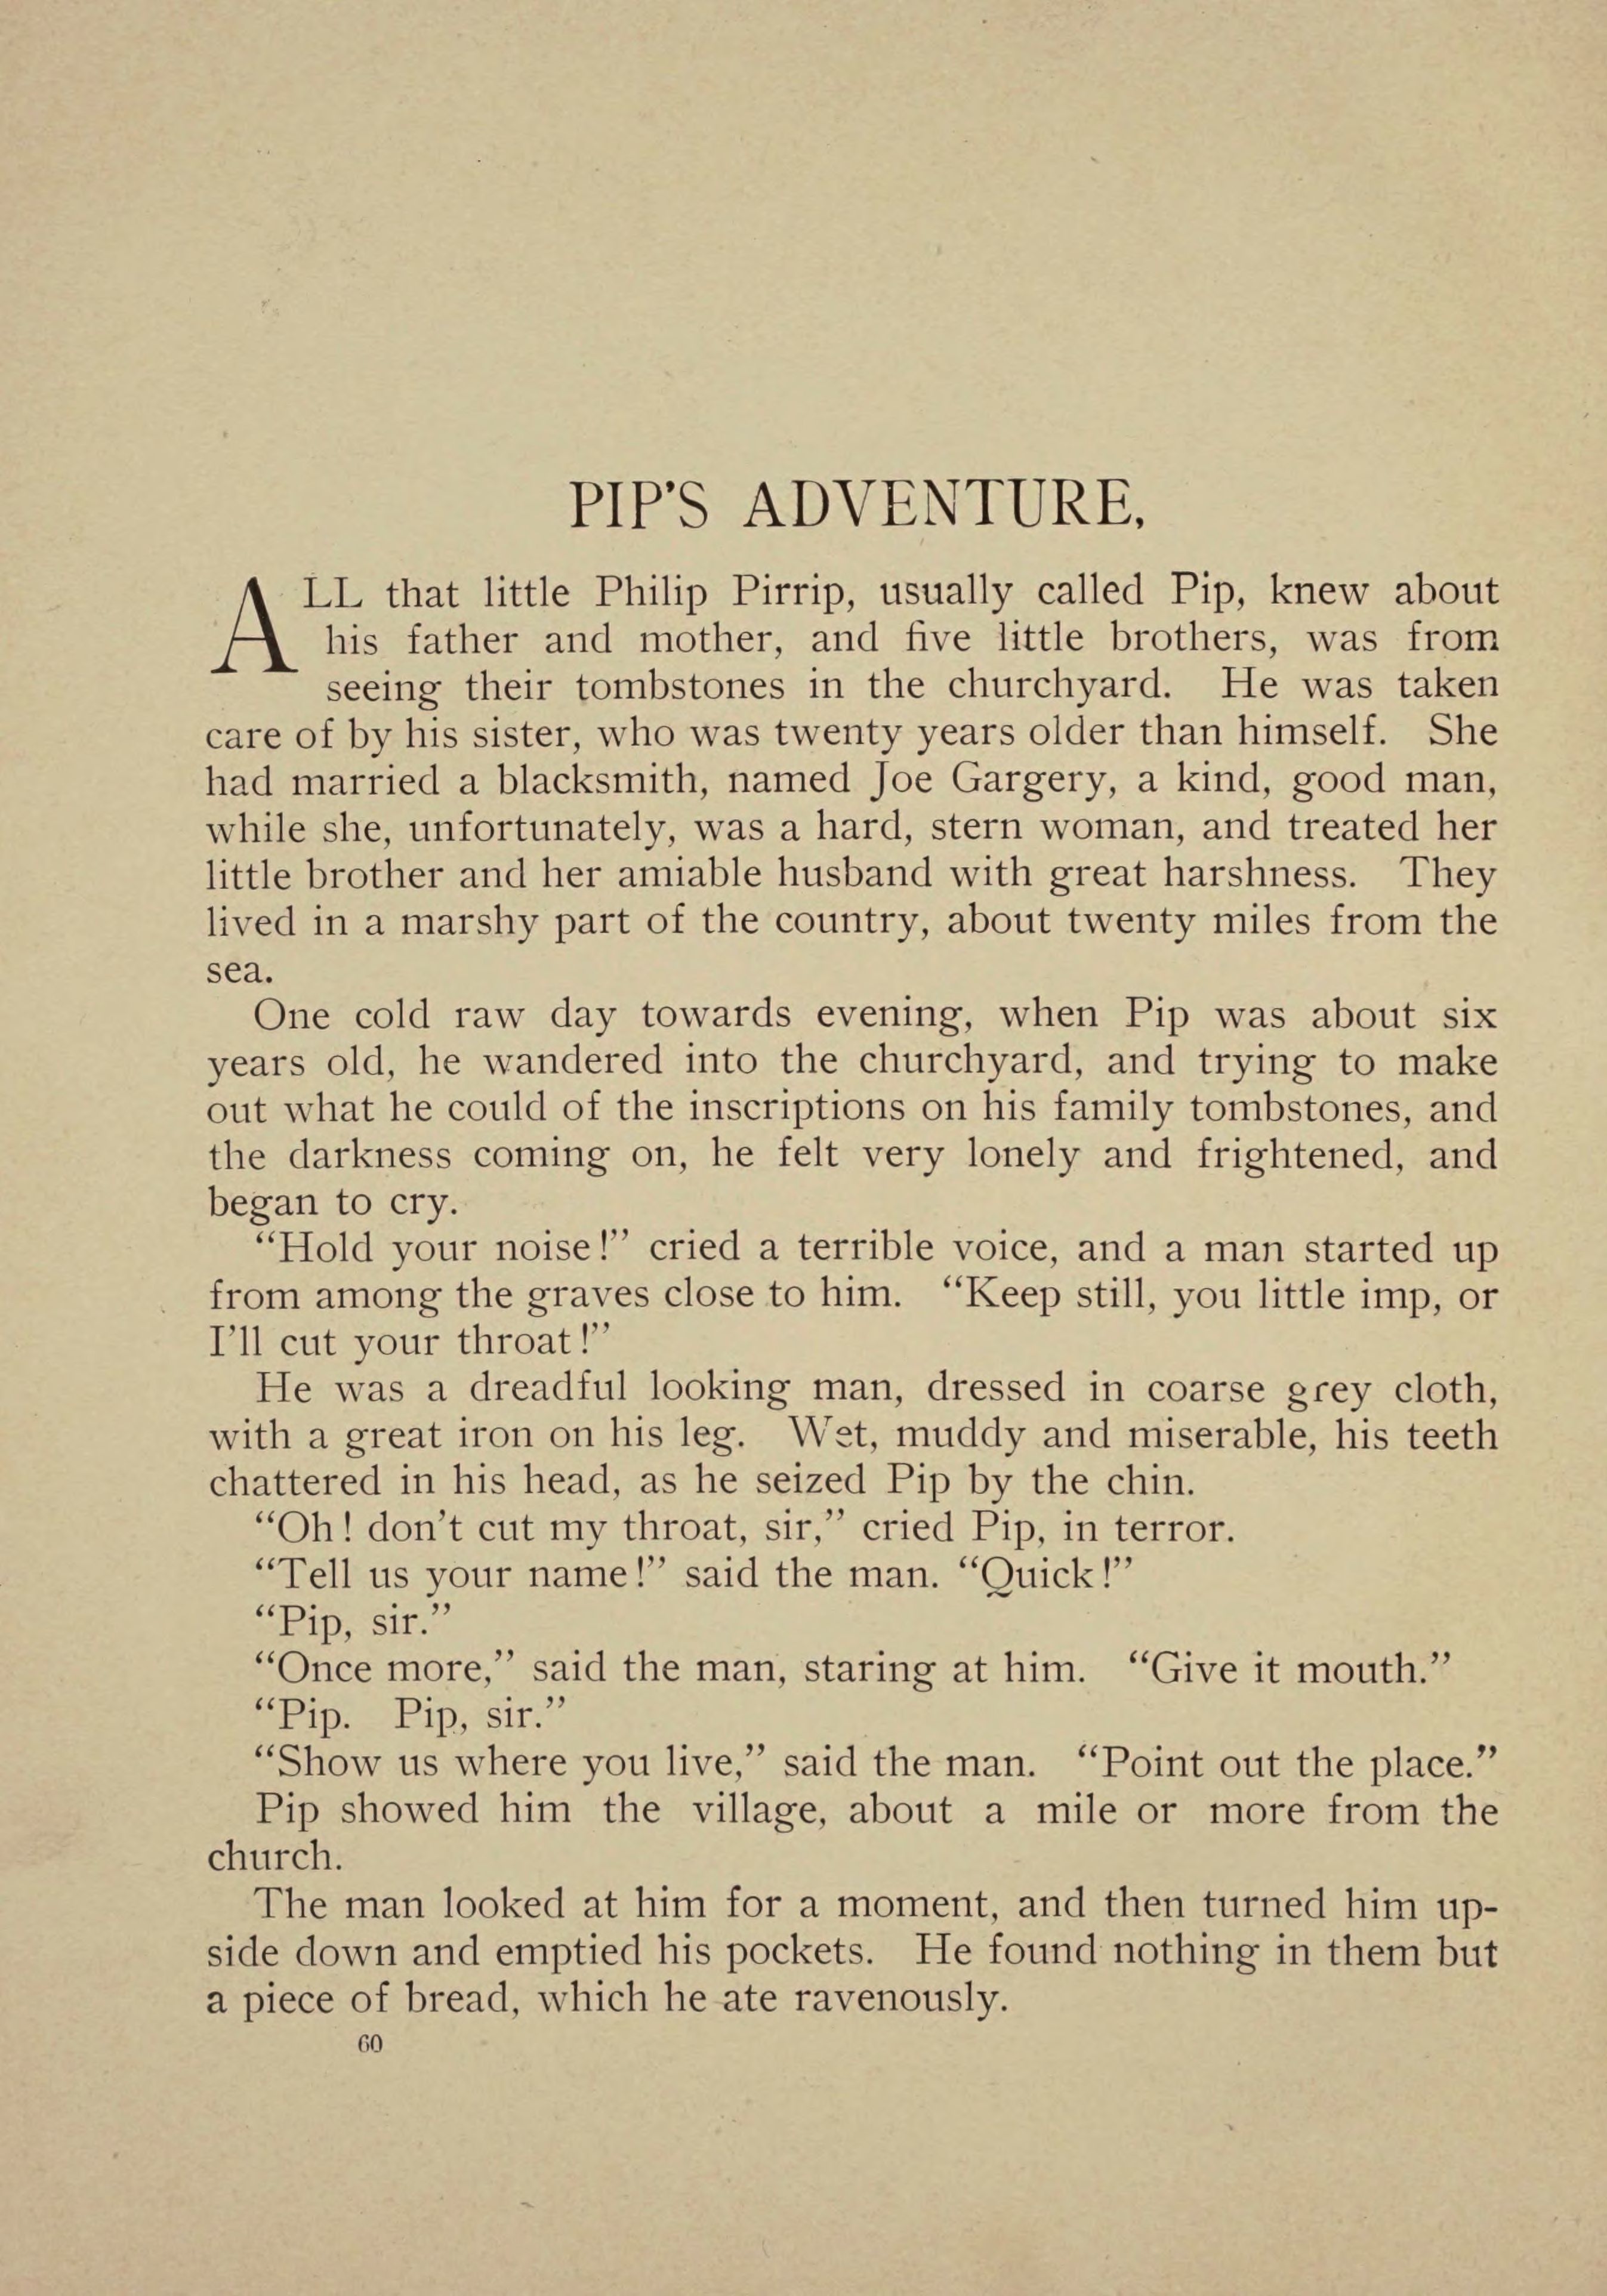 PIP'S ADVENTURE.
ALL that little Philip Pirrip, usually called Pip, knew about
his father and mother, and five little brothers, was from
seeing their tombstones in the churchyard. He was taken
care of by his sister, who was twenty years older than himself. She
had married a blacksmith, named Joe Gargery, a kind, good man,
while she, unfortunately, was a hard, stern woman, and treated her
little brother and her amiable husband with great harshness. They
lived in a marshy part of the country, about twenty miles from the
sea.
One cold raw day towards evening, when Pip was about six
years old, he wandered into the churchyard, and trying to make
out what he could of the inscriptions on his family tombstones, and
the darkness coming on, he felt very lonely and frightened, and
began to cry.
“Hold your noise!” cried a terrible voice, and a man started up
from among the graves close to him. “Keep still, you little imp, or
I'll cut your throat!”
He was a dreadful looking man, dressed in coarse grey cloth,
with a great iron on his leg. Wet, muddy and miserable, his teeth
chattered in his head, as he seized Pip by the chin.
“Oh! don't cut my throat, sir,” cried Pip, in terror.
“Tell us your name!” said the man. “Quick!”
“Pip, sir.”
“Once more,” said the man, staring at him. “Give it mouth.”
“Pip. Pip, sir.”
“Show us where you live,” said the man. “Point out the place.”
Pip showed him the village, about a mile or more from the
church.
The man looked at him for a moment, and then turned him up-
side down and emptied his pockets. He found nothing in them but
a piece of bread, which he ate ravenously.
60